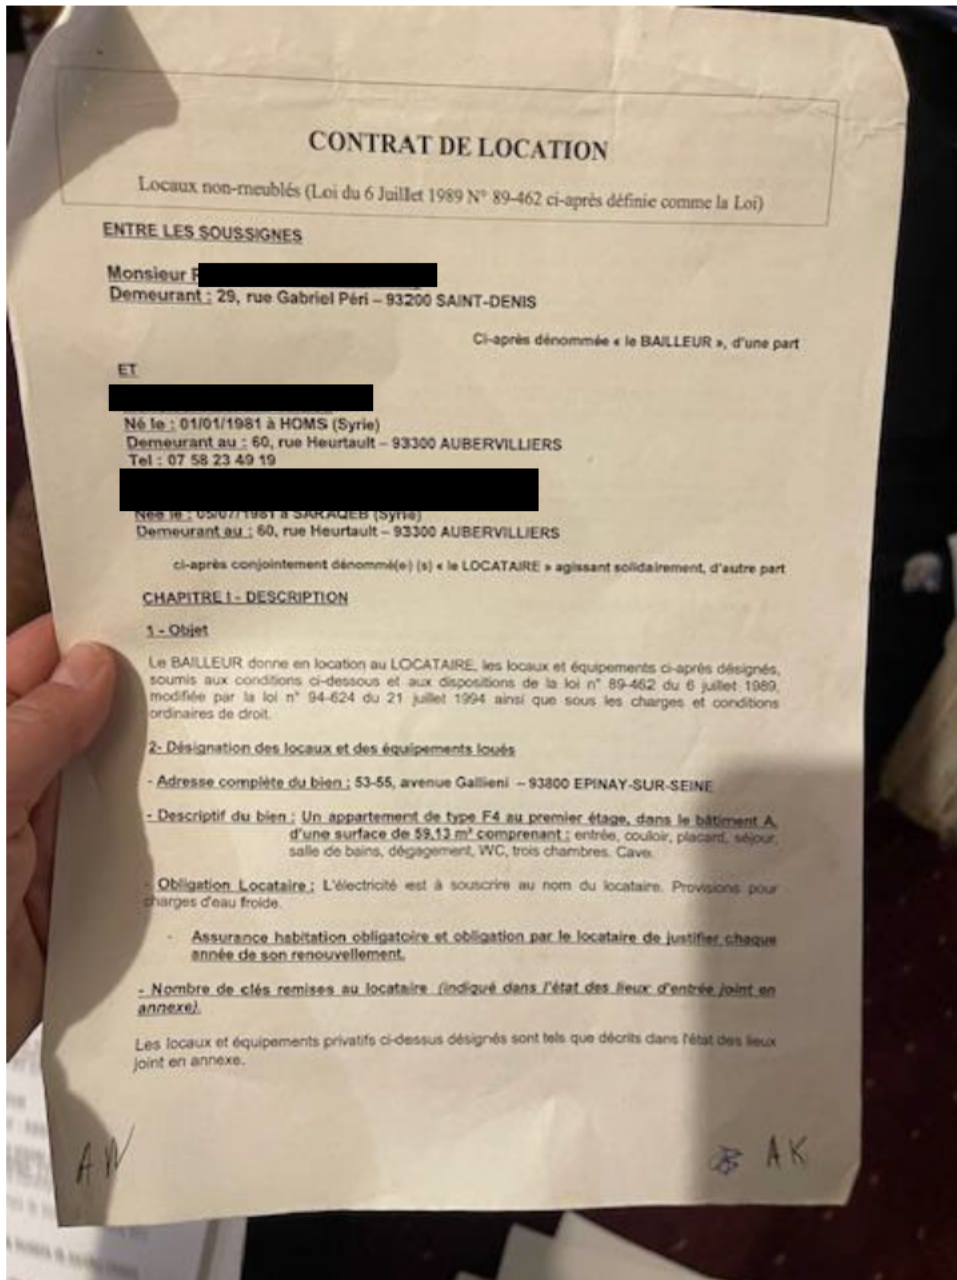 CONTRAT DE LOCATION
Locaux non-meublés (Loi du 6 Juillet 1989 N° 89-462 ci-après définie comme la Loi)
ENTRE LES SOUSSIGNES
Monsieur
Demeurant : 29, rue Gabriel Péri – 93200 SAINT-DENIS
Ci-après dénommée « le BAILLEUR », d'une part
ET
Né le : 01/01/1981 à HOMS (Syrie)
Demeurant au : 60, rue Heurtault – 93300 AUBERVILLIERS
Tel : 07 58 23 49 19
Née le : 05/07/1981 à SARAQEB (Syrie)
Demeurant au : 60, rue Heurtault – 93300 AUBERVILLIERS
ci-après conjointement dénommé(e) (s) « le LOCATAIRE » agissant solidairement, d'autre part
CHAPITRE I - DESCRIPTION
1 - Objet
Le BAILLEUR donne en location au LOCATAIRE, les locaux et équipements ci-après désignés,
soumis aux conditions ci-dessous et aux dispositions de la loi n° 89-462 du 6 juillet 1989,
modifiée par la loi n° 94-624 du 21 juillet 1994 ainsi que sous les charges et conditions
ordinaires de droit.
2- Désignation des locaux et des équipements loués
- Adresse complète du bien : 53-55, avenue Gallieni – 93800 EPINAY-SUR-SEINE
- Descriptif du bien : Un appartement de type F4 au premier étage, dans le bâtiment A,
d'une surface de 59,13 m² comprenant : entrée, couloir, placard, séjour,
salle de bains, dégagement, WC, trois chambres. Cave.
- Obligation Locataire : L'électricité est à souscrire au nom du locataire. Provisions pour
charges d'eau froide.
- Assurance habitation obligatoire et obligation par le locataire de justifier chaque
année de son renouvellement.
- Nombre de clés remises au locataire (indiqué dans l'état des lieux d'entrée joint en
annexe).
Les locaux et équipements privatifs ci-dessus désignés sont tels que décrits dans l'état des lieux
joint en annexe.
A W
A K